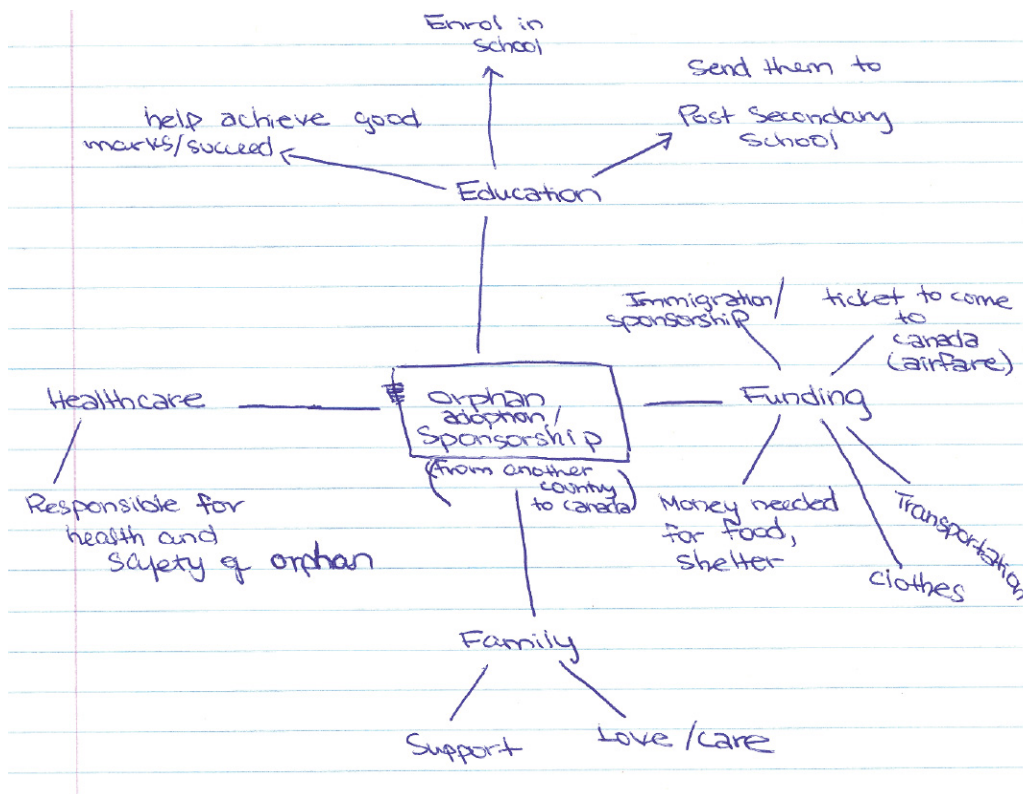 Enrol in
school
Send them to
Post Secondary
School
help achieve good
marks/succeed
Education
Immigration/
sponsorship
ticket to come
to
canada
(airfare)
Healthcare
Orphan
adoption/
Sponsorship
(from another
country
to canada)
Funding
Responsible for
health and
safety of orphan
Money needed
for food,
shelter
Transportation
Clothes
Family
Support
Love/care